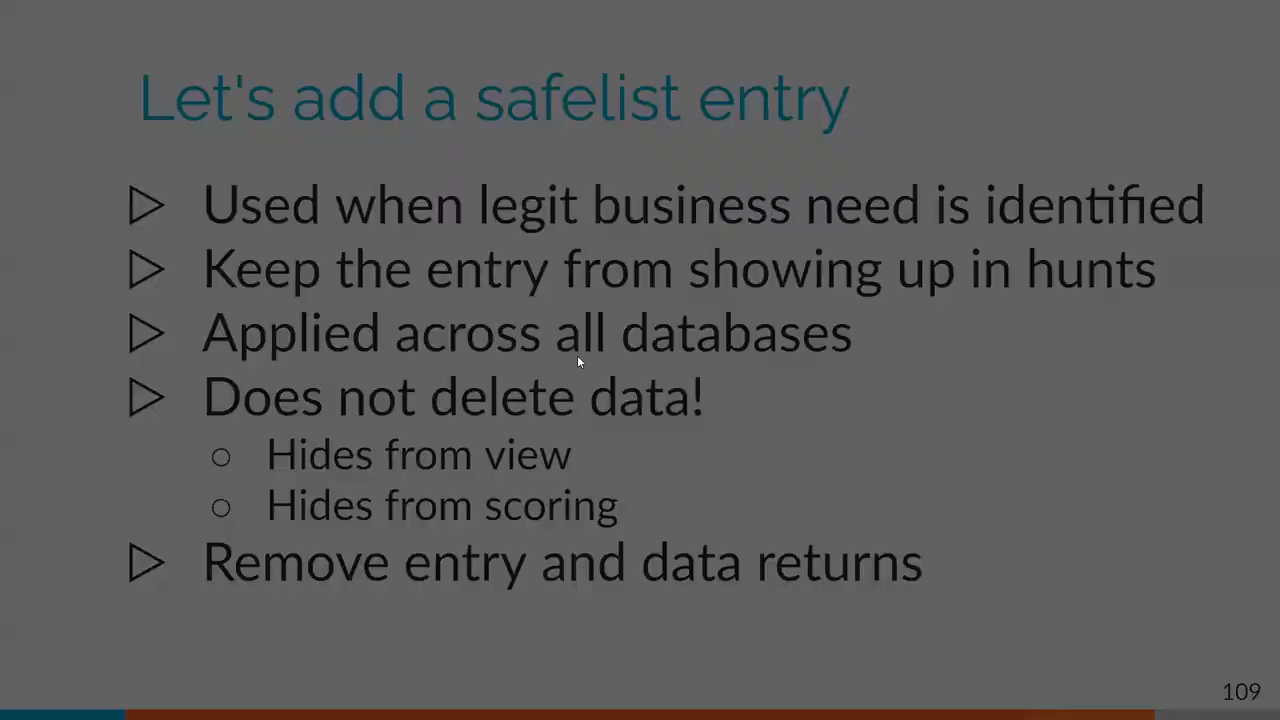 Let's add a safelist entry
Used when legit business need is identified
Keep the entry from showing up in hunts
Applied across all databases
Does not delete data!
Hides from view
Hides from scoring
Remove entry and data returns
109